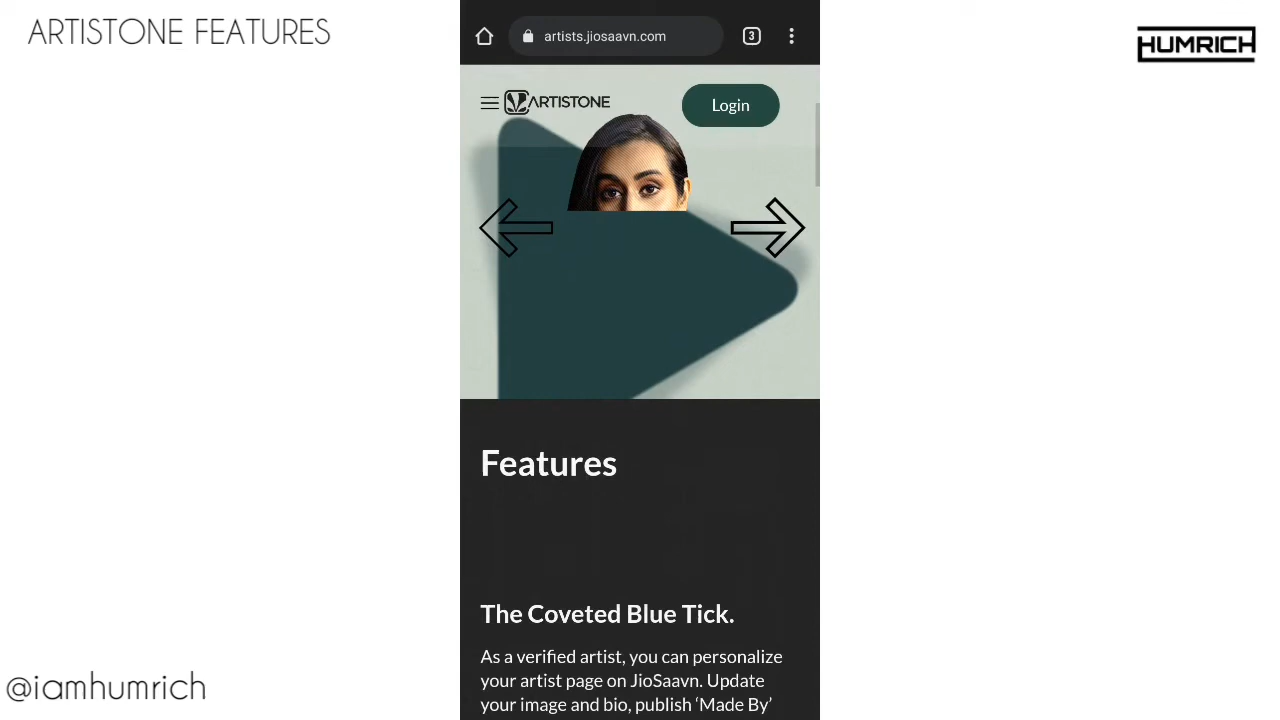 ARTISTONE FEATURES
HUMRICH
artists.jiosaavn.com
3
ARTISTONE
Login
Features
The Coveted Blue Tick.
As a verified artist, you can personalize
your artist page on JioSaavn. Update
your image and bio, publish ‘Made By’
@iamhumrich